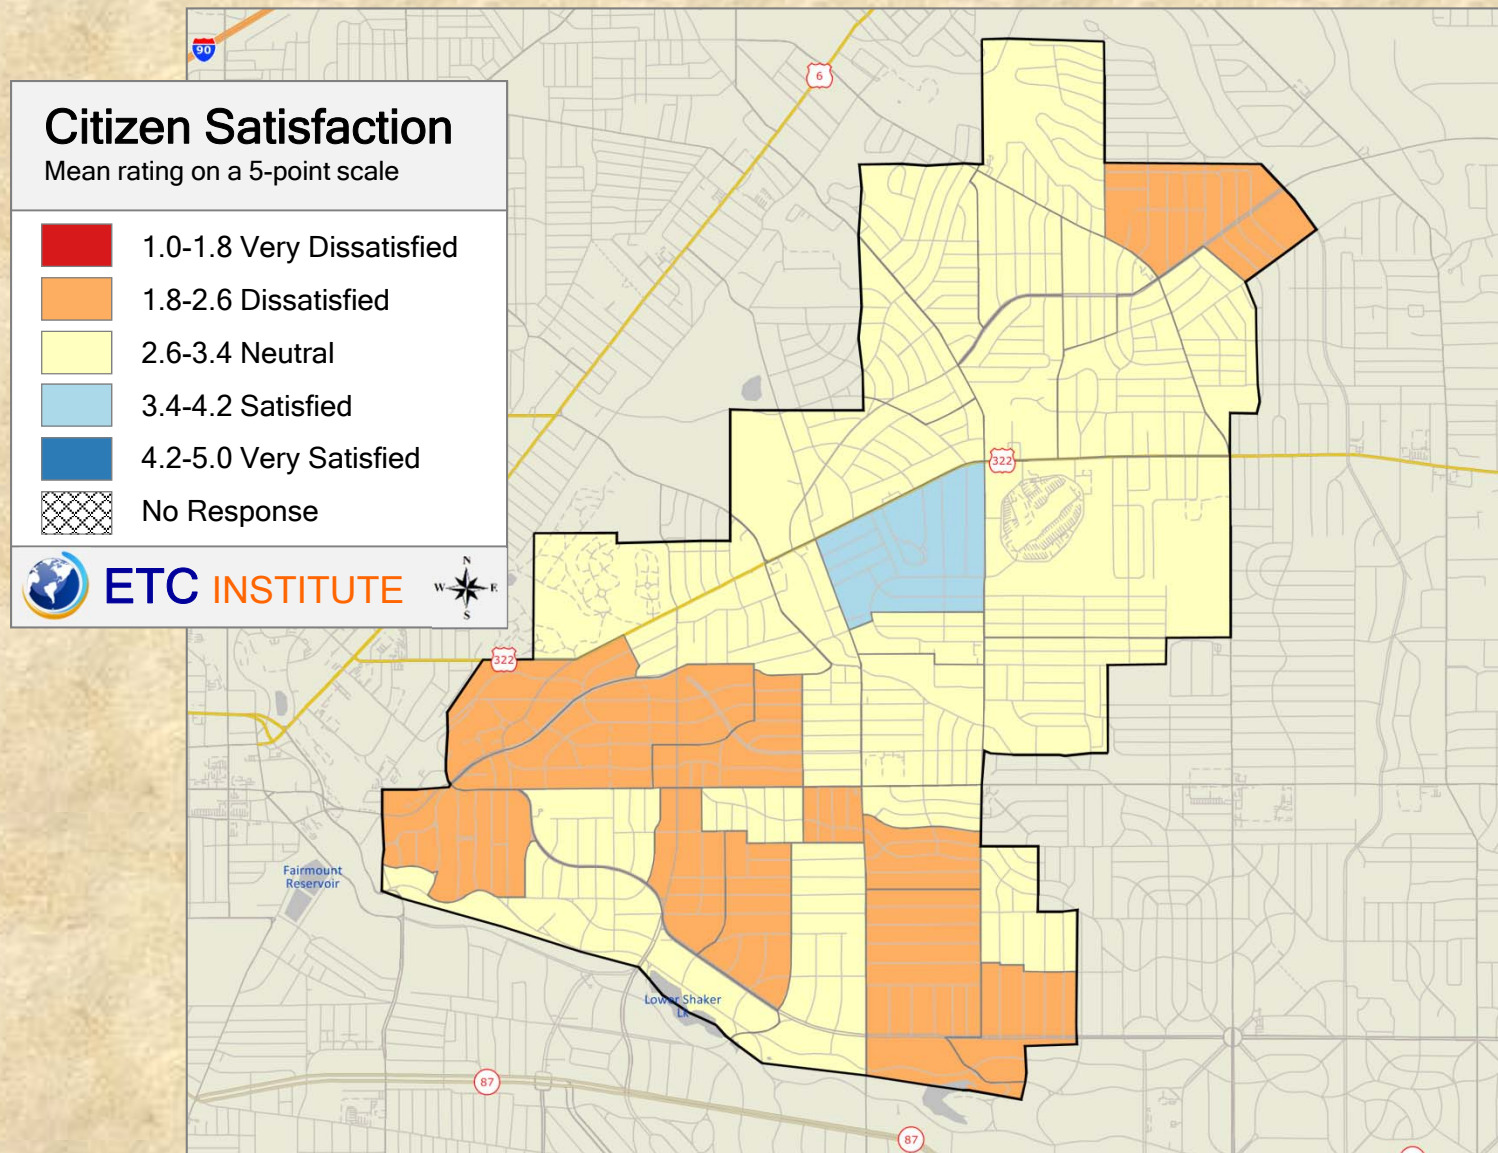 90
6
Citizen Satisfaction
Mean rating on a 5-point scale
1.0-1.8 Very Dissatisfied
1.8-2.6 Dissatisfied
2.6-3.4 Neutral
3.4-4.2 Satisfied
4.2-5.0 Very Satisfied
No Response
ETC INSTITUTE
N
W E
S
322
322
Fairmount
Reservoir
Lower Shaker
Lk
87
87